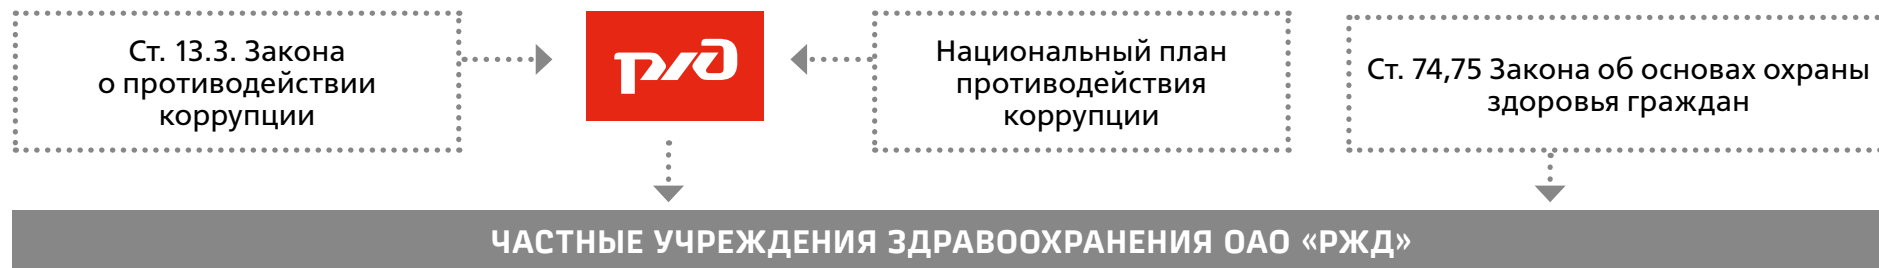 Ст. 13.3. Закона
о противодействии
коррупции
ржд
Национальный план
противодействия
коррупции
Ст. 74,75 Закона об основах охраны
здоровья граждан
ЧАСТНЫЕ УЧРЕЖДЕНИЯ ЗДРАВООХРАНЕНИЯ ОАО «РЖД»